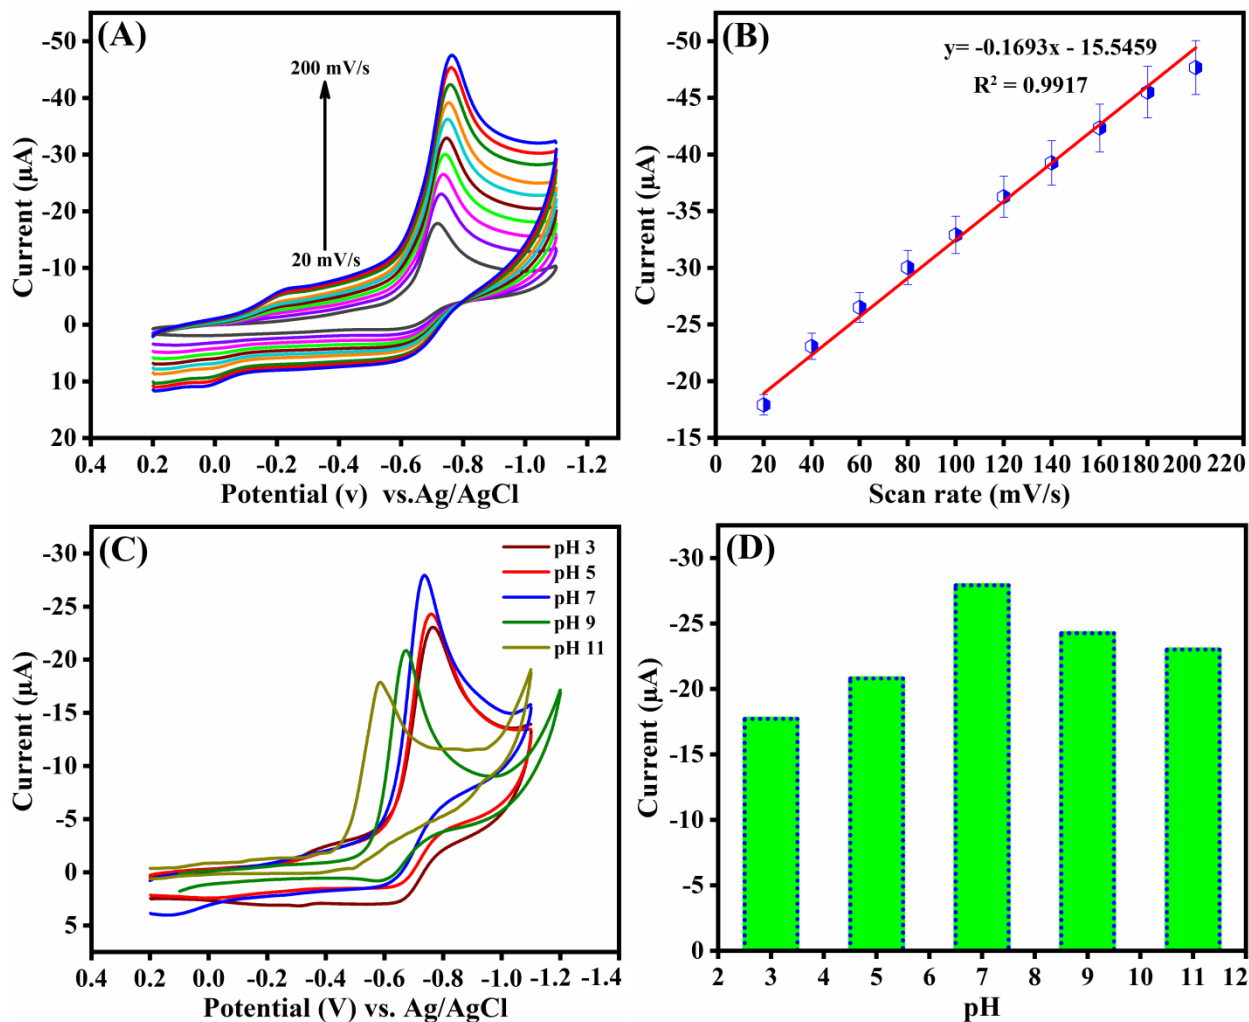 (A)
200 mV/s
20 mV/s
-50
-40
-30
-20
-10
0
10
20
0.4 0.2 0.0 -0.2 -0.4 -0.6 -0.8 -1.0 -1.2
Current (µA)
Potential (v) vs.Ag/AgCl
(B)
y= -0.1693x - 15.5459
R² = 0.9917
-50
-45
-40
-35
-30
-25
-20
-15
0 20 40 60 80 100 120 140 160 180 200 220
Current (µA)
Scan rate (mV/s)
(C)
pH 3
pH 5
pH 7
pH 9
pH 11
-30
-25
-20
-15
-10
-5
0
5
0.4 0.2 0.0 -0.2 -0.4 -0.6 -0.8 -1.0 -1.2 -1.4
Current (µA)
Potential (V) vs. Ag/AgCl
(D)
-30
-25
-20
-15
-10
-5
0
2 3 4 5 6 7 8 9 10 11 12
Current (µA)
pH